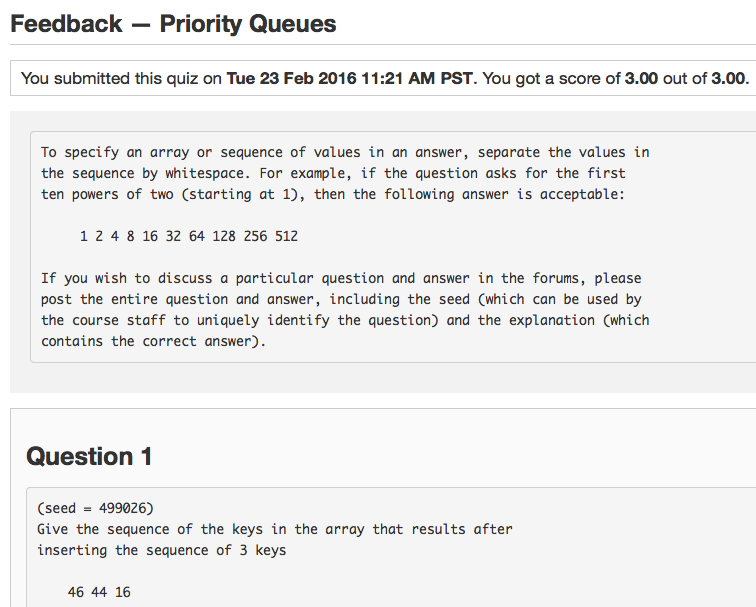 Feedback — Priority Queues
You submitted this quiz on Tue 23 Feb 2016 11:21 AM PST. You got a score of 3.00 out of 3.00.
To specify an array or sequence of values in an answer, separate the values in
the sequence by whitespace. For example, if the question asks for the first
ten powers of two (starting at 1), then the following answer is acceptable:
1 2 4 8 16 32 64 128 256 512
If you wish to discuss a particular question and answer in the forums, please
post the entire question and answer, including the seed (which can be used by
the course staff to uniquely identify the question) and the explanation (which
contains the correct answer).
Question 1
(seed = 499026)
Give the sequence of the keys in the array that results after
inserting the sequence of 3 keys
46 44 16